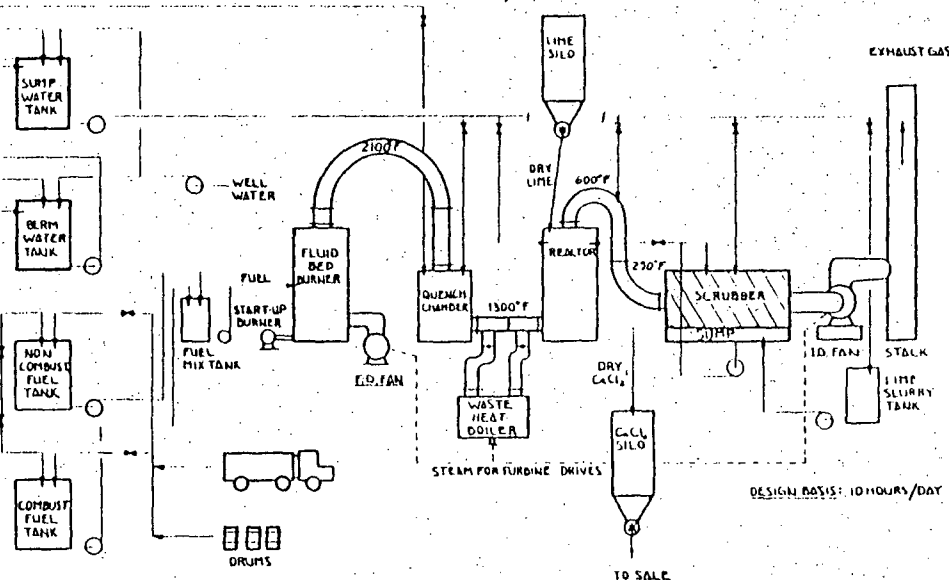 SUMP
WATER
TANK
BERM
WATER
TANK
NON
COMBUST
FUEL
TANK
COMBUST
FUEL
TANK
WELL
WATER
FUEL
MIX TANK
START-UP
BURNER
FUEL
FLUID
BED
BURNER
F.D. FAN
2100°F
QUENCH
CHAMBER
1300°F
WASTE
HEAT
BOILER
STEAM FOR TURBINE DRIVES
DRUMS
LIME
SILO
DRY
LIME
REACTOR
600°F
250°F
DRY
CaCl2
CaCl2
SILO
TO SALE
SCRUBBER
SUMP
I.D. FAN
STACK
EXHAUST GAS
LIME
SLURRY
TANK
DESIGN BASIS: 10 HOURS/DAY